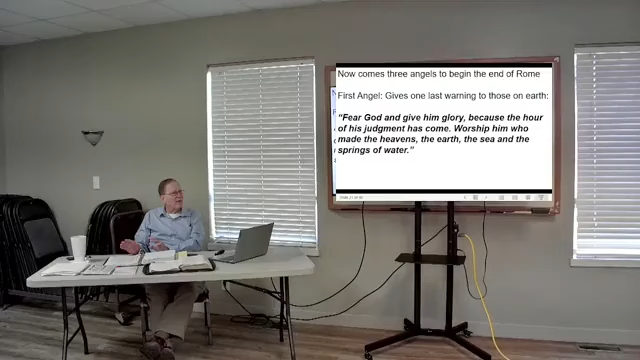 Now comes three angels to begin the end of Rome
First Angel: Gives one last warning to those on earth:
"Fear God and give him glory, because the hour
of his judgment has come. Worship him who
made the heavens, the earth, the sea and the
springs of water."